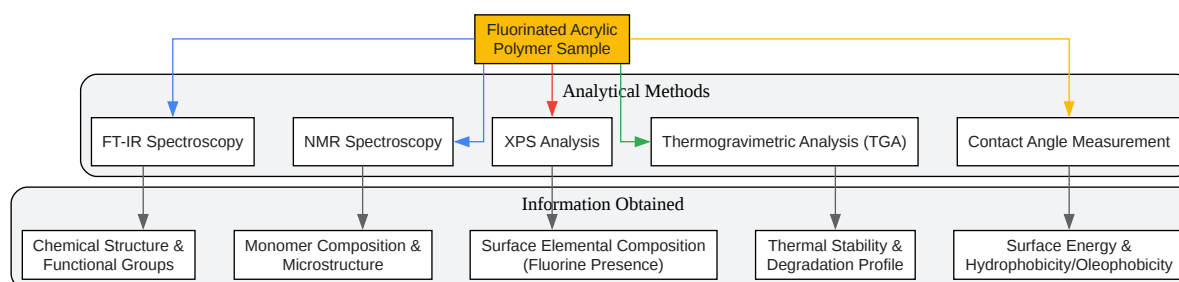 Fluorinated Acrylic
Polymer Sample
Analytical Methods
FT-IR Spectroscopy
NMR Spectroscopy
XPS Analysis
Thermogravimetric Analysis (TGA)
Contact Angle Measurement
Information Obtained
Chemical Structure &
Functional Groups
Monomer Composition &
Microstructure
Surface Elemental Composition
(Fluorine Presence)
Thermal Stability &
Degradation Profile
Surface Energy &
Hydrophobicity/Oleophobicity